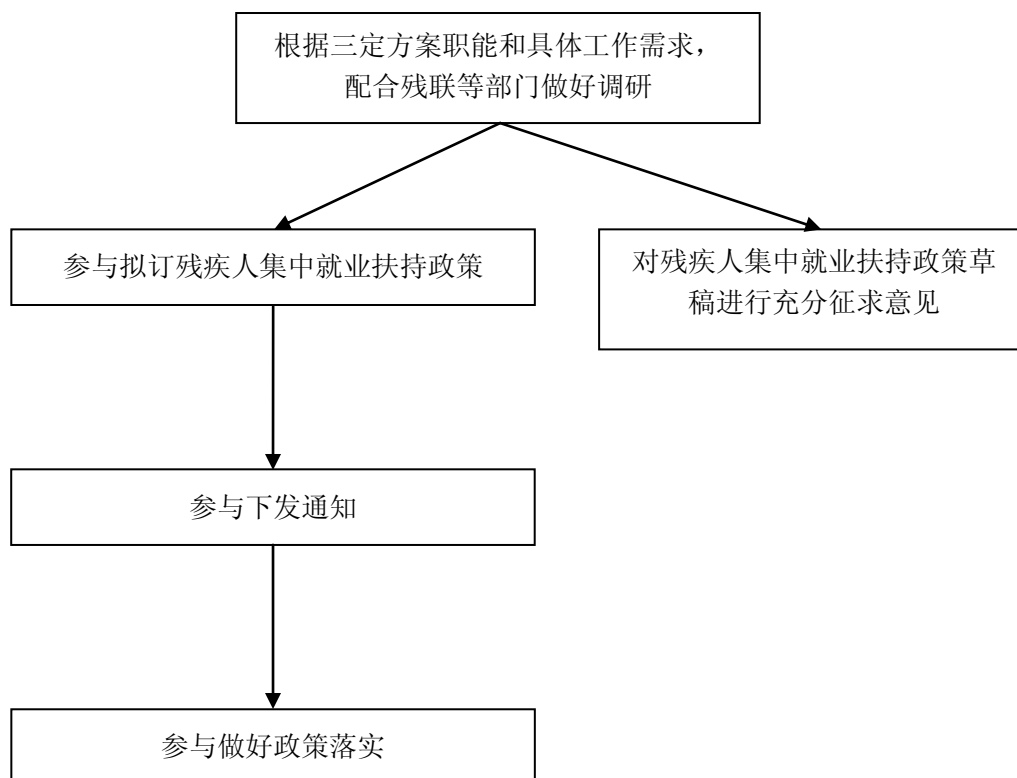 根据三定方案职能和具体工作需求，
配合残联等部门做好调研
参与拟订残疾人集中就业扶持政策
对残疾人集中就业扶持政策草
稿进行充分征求意见
参与下发通知
参与做好政策落实